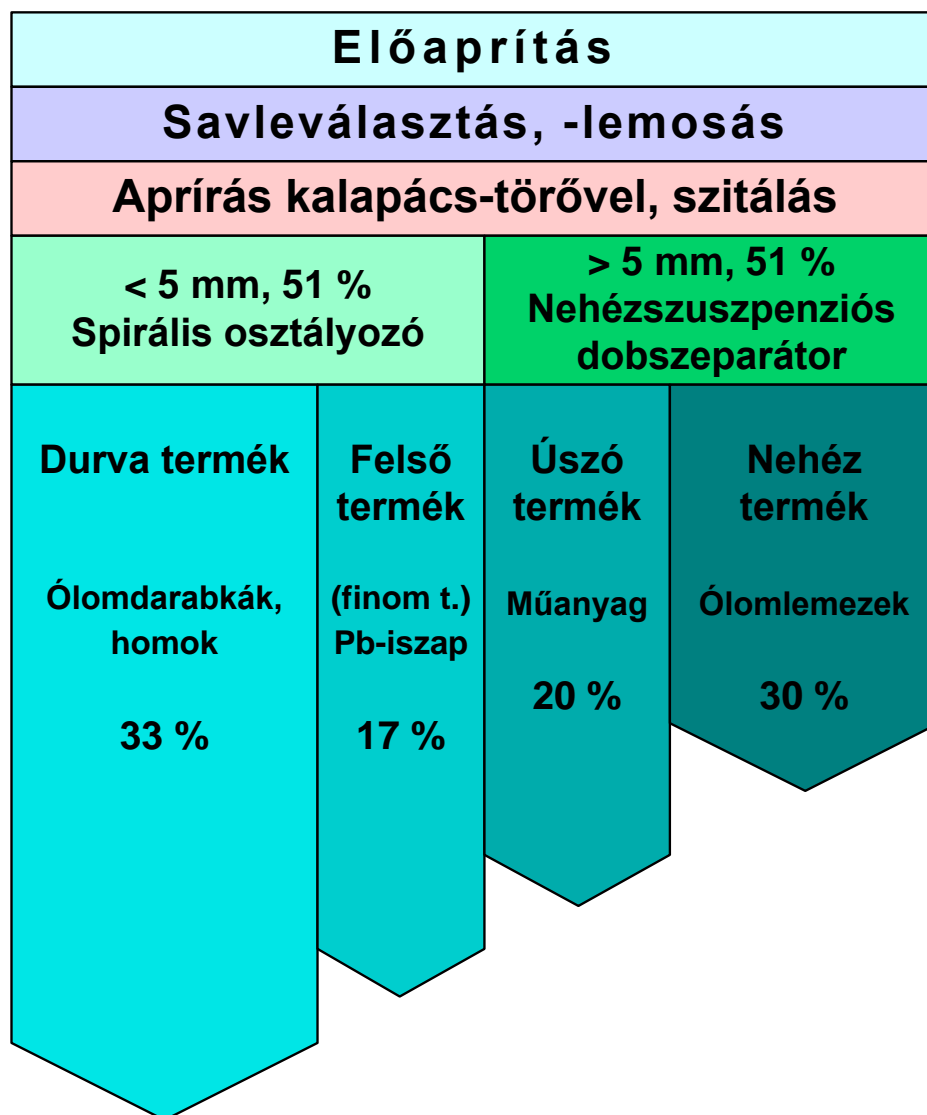 Előaprítás
Savleválasztás, -lemosás
Aprírás kalapács-törővel, szitálás
< 5 mm, 51 %
Spirális osztályozó
> 5 mm, 51 %
Nehézszuszpenziós
dobszeparátor
Durva termék
Ólomdarabkák,
homok
33 %
Felső
termék
(finom t.)
Pb-iszap
17 %
Úszó
termék
Műanyag
20 %
Nehéz
termék
Ólomlemezek
30 %